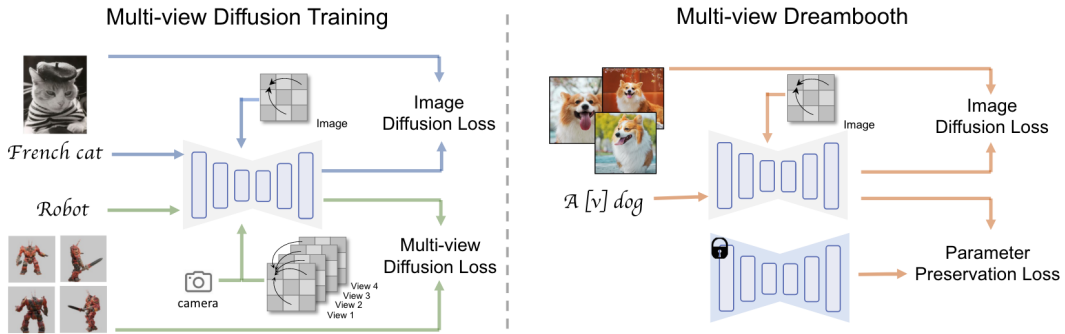 Multi-view Diffusion Training
French cat
Robot
Image
Image
Diffusion Loss
Multi-view
Diffusion Loss
camera
View 4
View 3
View 2
View 1
Multi-view Dreambooth
A [v] dog
Image
Image
Diffusion Loss
Parameter
Preservation Loss